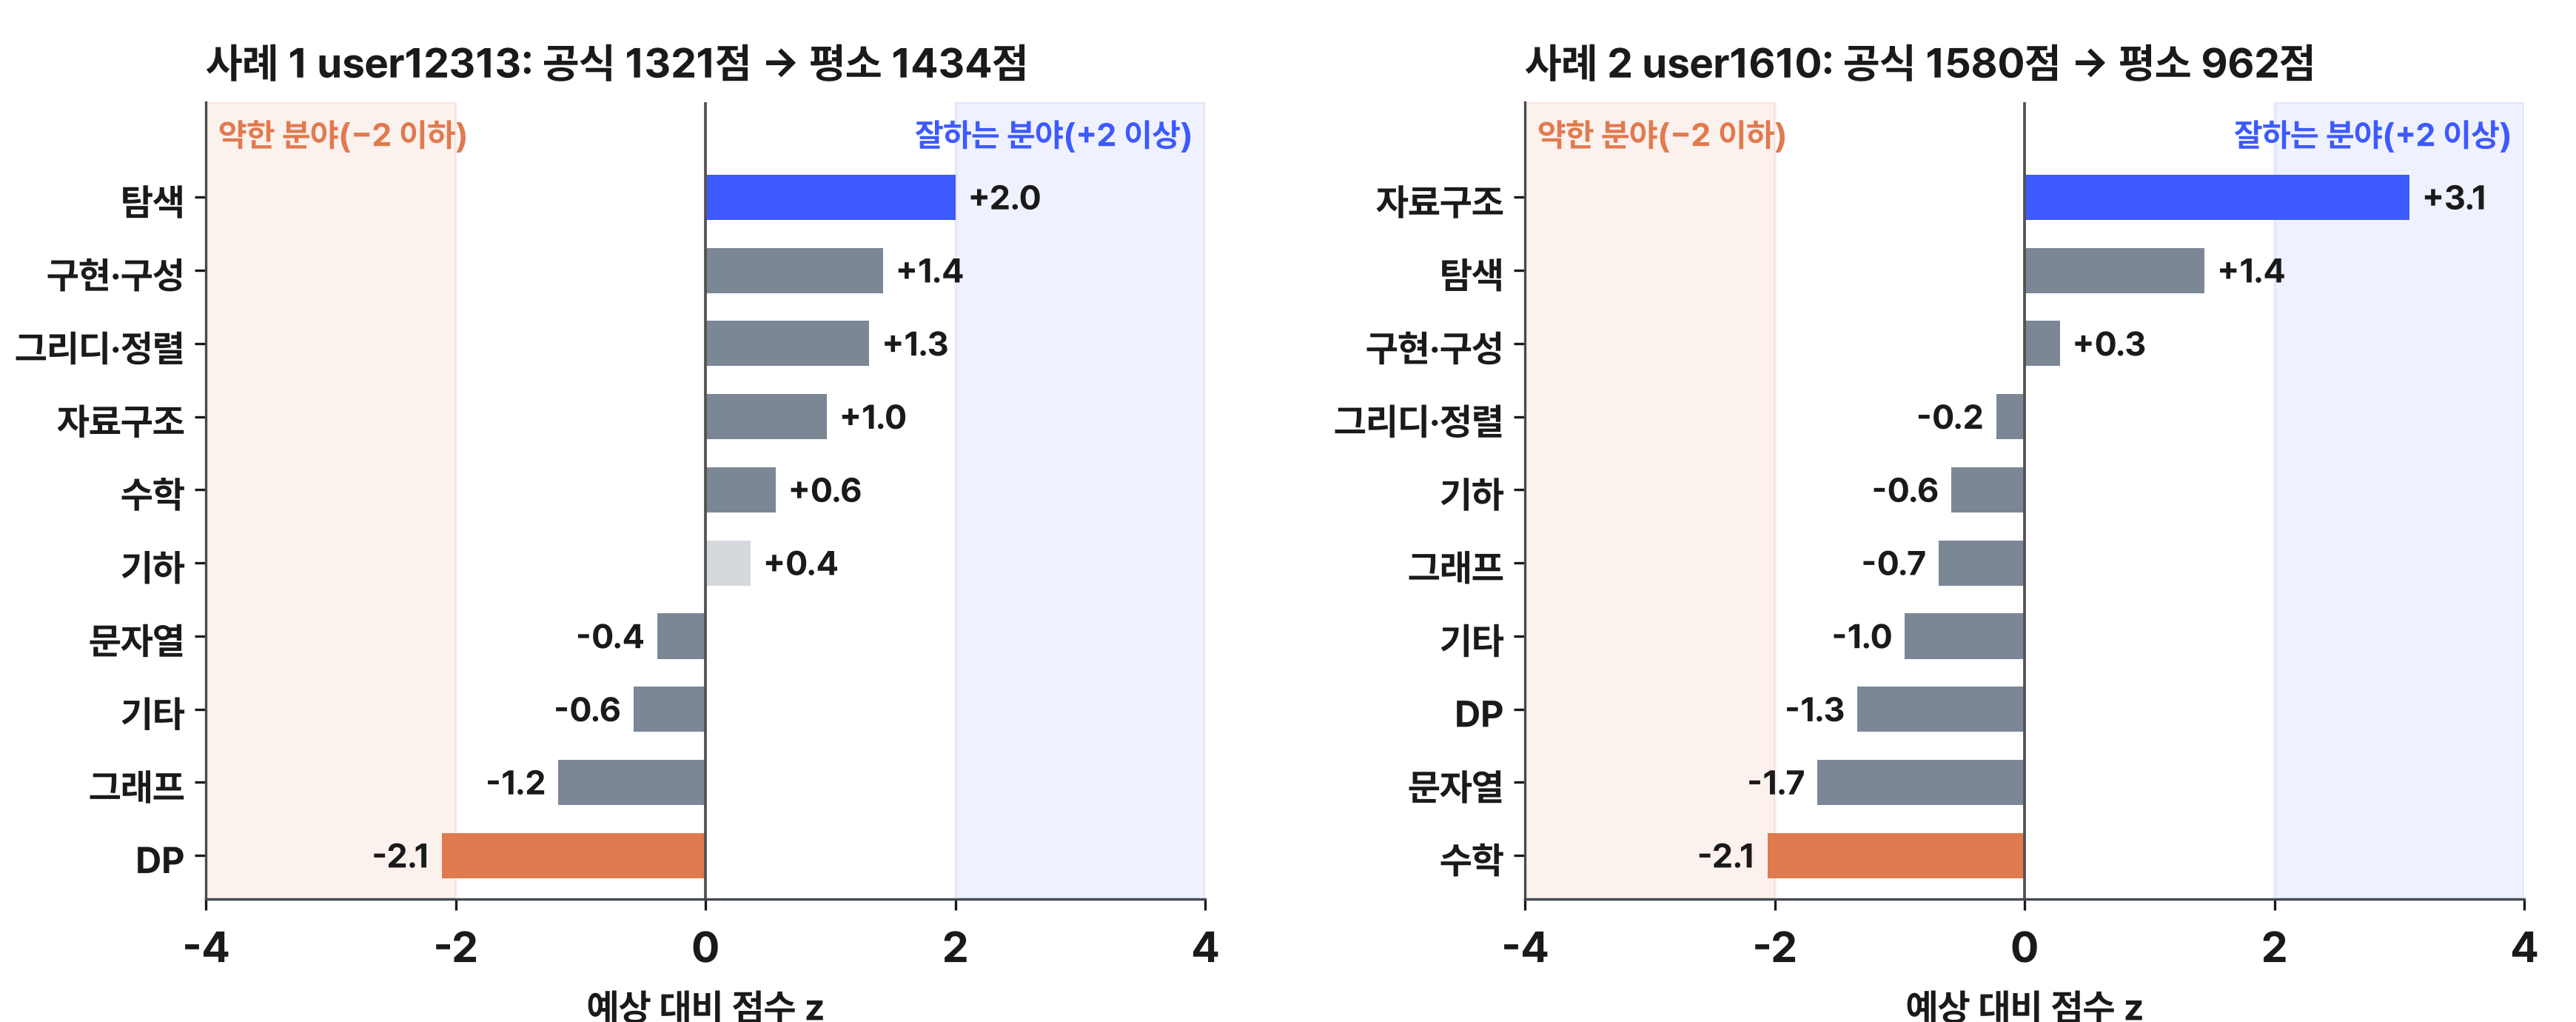 사례 1 user12313: 공식 1321점 → 평소 1434점
약한 분야(−2 이하)
잘하는 분야(+2 이상)
탐색
+2.0
구현·구성
+1.4
그리디·정렬
+1.3
자료구조
+1.0
수학
+0.6
기하
+0.4
문자열
-0.4
기타
-0.6
그래프
-1.2
DP
-2.1
-4
-2
0
2
4
예상 대비 점수 z
사례 2 user1610: 공식 1580점 → 평소 962점
약한 분야(−2 이하)
잘하는 분야(+2 이상)
자료구조
+3.1
탐색
+1.4
구현·구성
+0.3
그리디·정렬
-0.2
기하
-0.6
그래프
-0.7
기타
-1.0
DP
-1.3
문자열
-1.7
수학
-2.1
-4
-2
0
2
4
예상 대비 점수 z